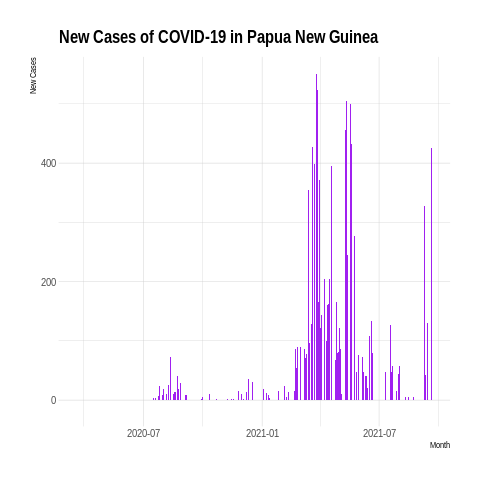 New Cases of COVID-19 in Papua New Guinea
New Cases
400
200
0
2020-07
2021-01
2021-07
Month